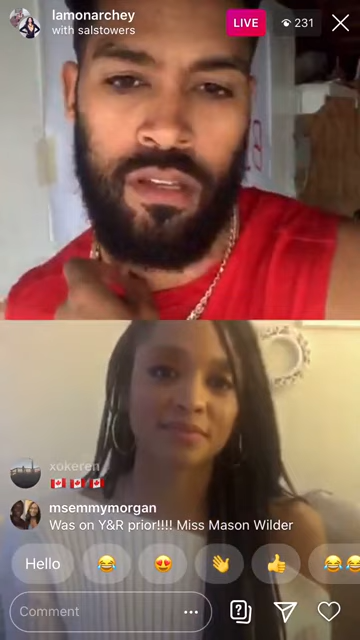 lamonarchey
with salstowers
LIVE
231
xokeren
msemmymorgan
Was on Y&R prior!!!! Miss Mason Wilder
Hello
Comment